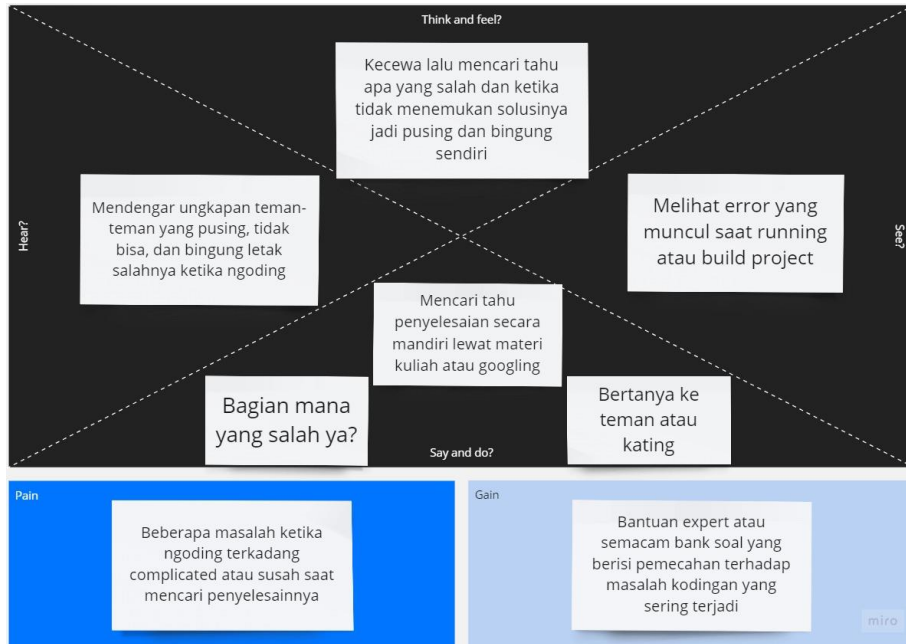 Think and feel?
Kecewa lalu mencari tahu
apa yang salah dan ketika
tidak menemukan solusinya
jadi pusing dan bingung
sendiri
Hear?
Mendengar ungkapan teman-
teman yang pusing, tidak
bisa, dan bingung letak
salahnya ketika ngoding
Melihat error yang
muncul saat running
atau build project
See?
Mencari tahu
penyelesaian secara
mandiri lewat materi
kuliah atau googling
Bagian mana
yang salah ya?
Bertanya ke
teman atau
kating
Say and do?
Pain
Beberapa masalah ketika
ngoding terkadang
complicated atau susah saat
mencari penyelesainnya
Gain
Bantuan expert atau
semacam bank soal yang
berisi pemecahan terhadap
masalah kodingan yang
sering terjadi
miro